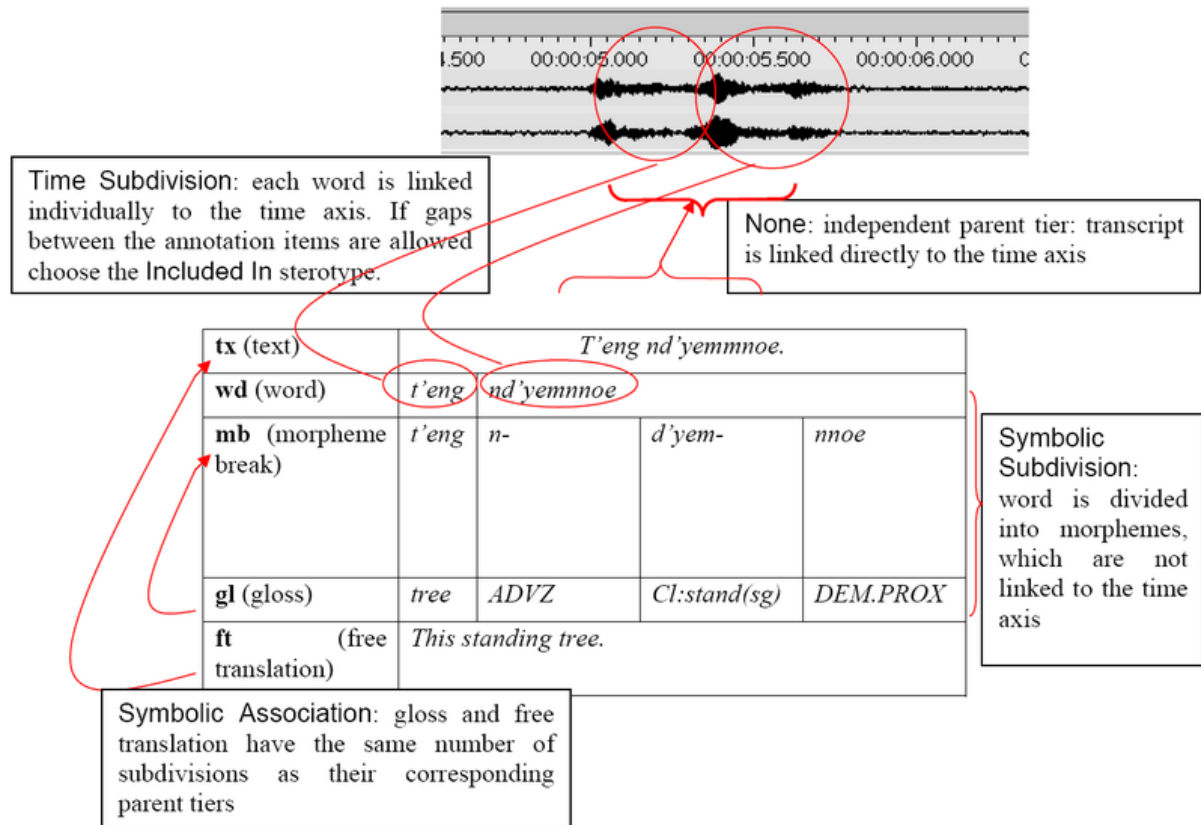 4.500 00:00:05.000 00:00:05.500 00:00:06.000
Time Subdivision: each word is linked
individually to the time axis. If gaps
between the annotation items are allowed
choose the Included In sterotype.
None: independent parent tier: transcript
is linked directly to the time axis
tx (text) T'eng nd'yemmnoe.
wd (word) t'eng nd'yemnnoe
mb (morpheme t'eng n- d'yem- nnoe
break)
gl (gloss) tree ADVZ Cl:stand(sg) DEM.PROX
ft (free This standing tree.
translation)
Symbolic
Subdivision:
word is divided
into morphemes,
which are not
linked to the time
axis
Symbolic Association: gloss and free
translation have the same number of
subdivisions as their corresponding
parent tiers